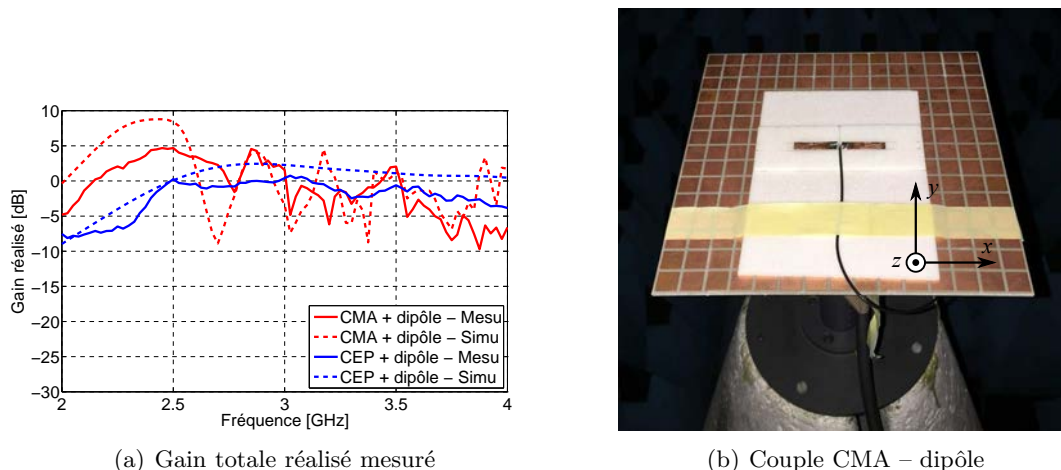 10
5
0
−5
−10
−15
−20
−25
−30
2
2.5
3
3.5
4
Gain réalisé [dB]
Fréquence [GHz]
CMA + dipôle − Mesu
CMA + dipôle − Simu
CEP + dipôle − Mesu
CEP + dipôle − Simu
(a) Gain totale réalisé mesuré
y
x
z
(b) Couple CMA – dipôle